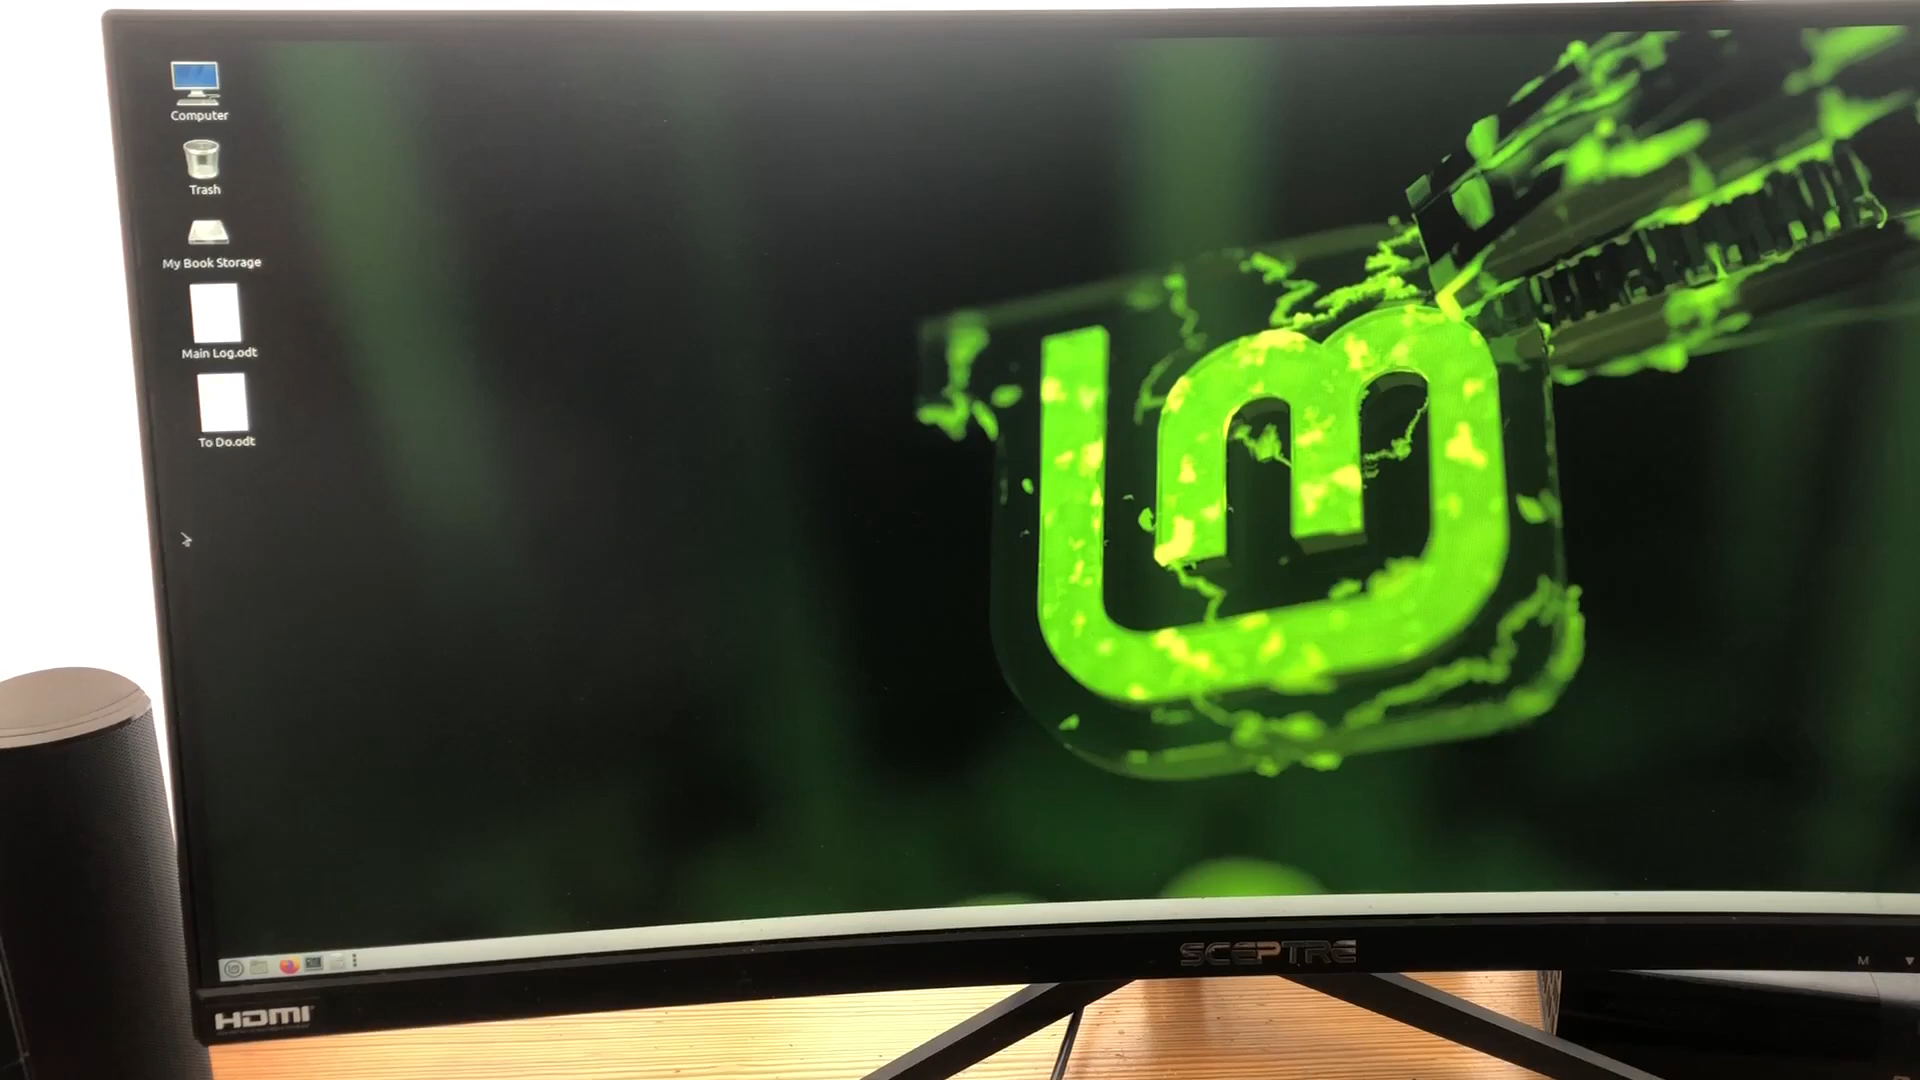 Computer
Trash
My Book Storage
Main Log.odt
To Do.odt
SCEPTRE
M
HDMI